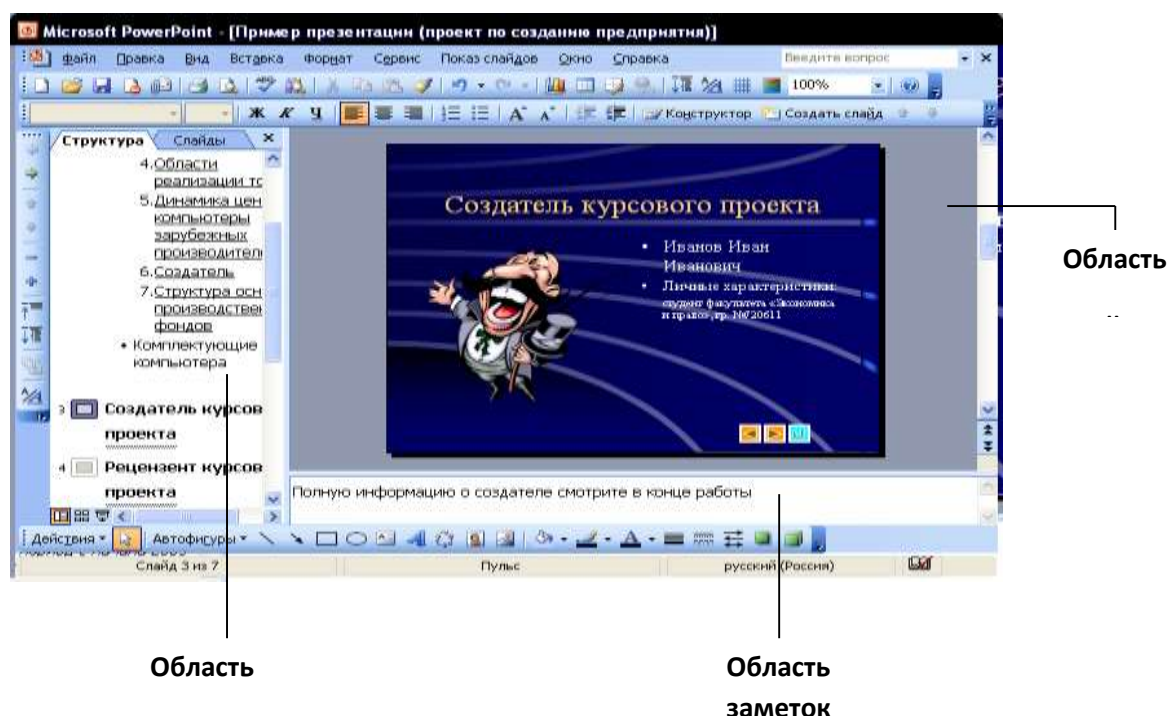 Microsoft PowerPoint - [Пример презентации (проект по созданию предприятия)]
Файл Правка Вид Вставка Формат Сервис Показ слайдов Окно Справка Введите вопрос
100%
Ж К Ч Конструктор Создать слайд
Структура Слайды
4.Области
реализации то
5.Динамика цен
компьютеры
зарубежных
производител
6.Создатель
7.Структура осн
производствен
фондов
• Комплектующие
компьютера
3 Создатель курсов
проекта
4 Рецензент курсов
проекта
Создатель курсового проекта
• Иванов Иван
Иванович
• Личные характеристики:
студент факультета «Экономика
и право», гр. №720611
Полную информацию о создателе смотрите в конце работы
Действия Автофигуры
Слайд 3 из 7 Пульс русский (Россия)
Область
Область
Область
заметок